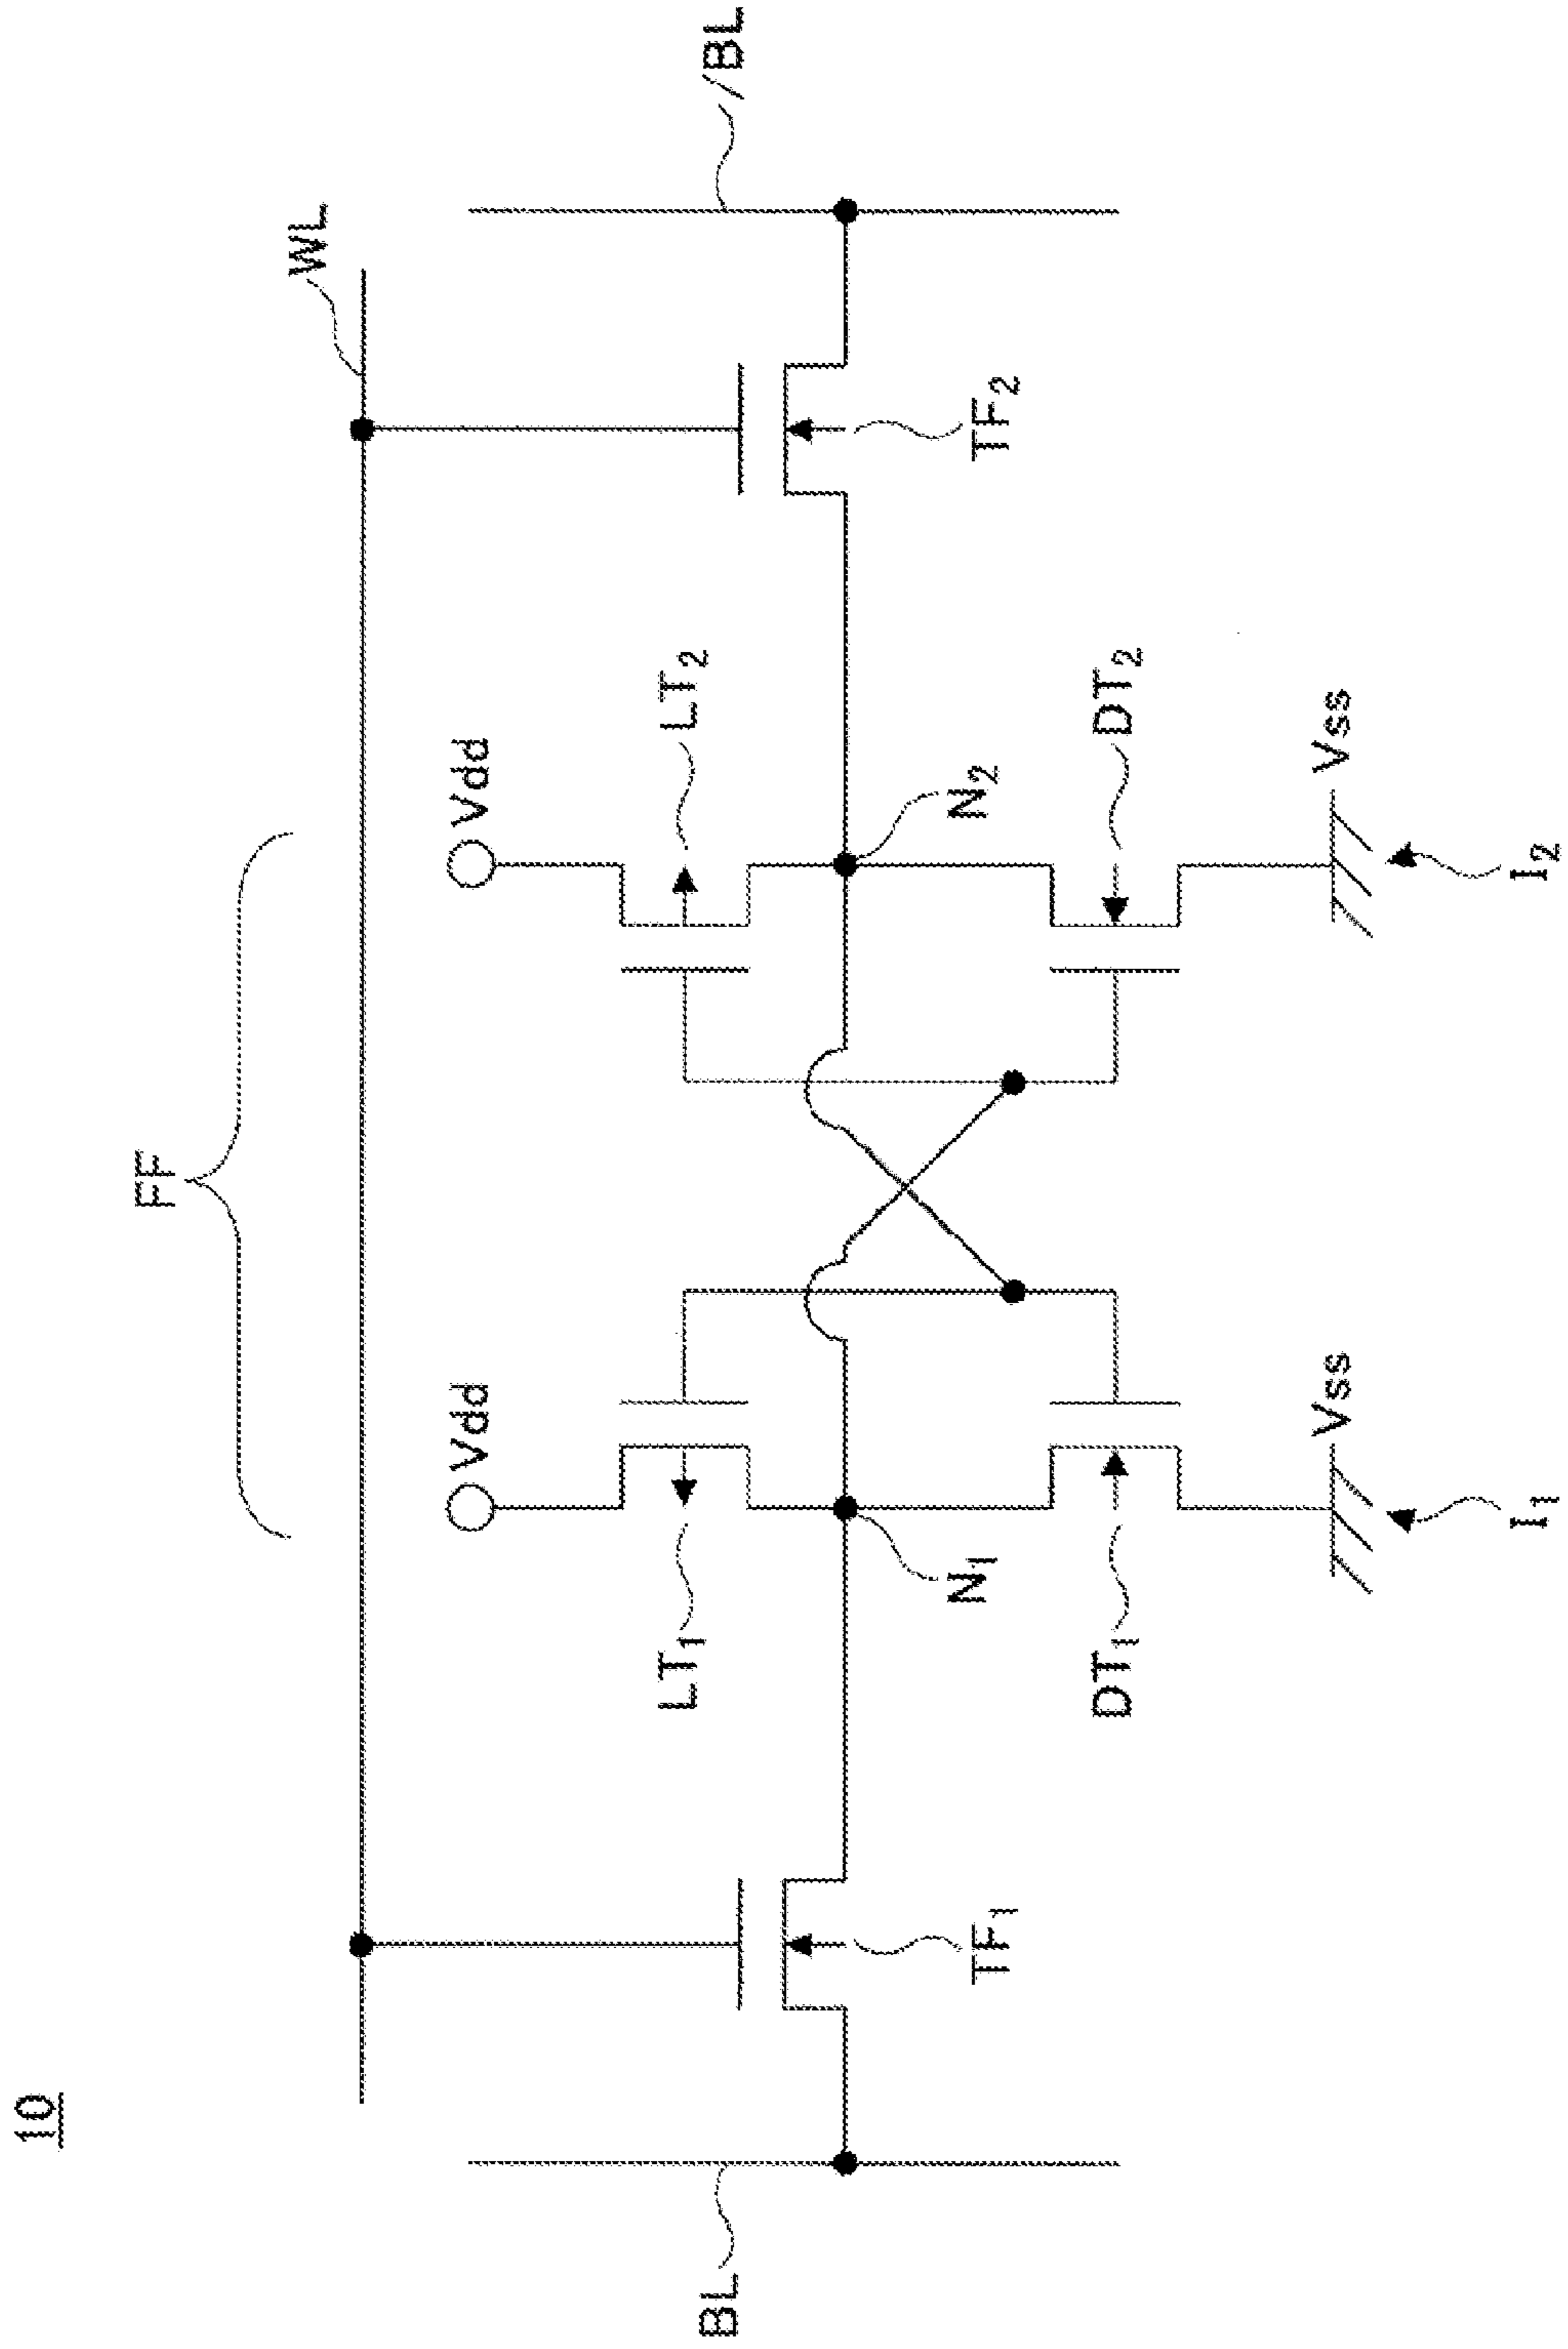 10
FF
WL
Vdd
Vdd
BL
/BL
LT₁
LT₂
TF₁
N₁
N₂
TF₂
DT₁
DT₂
Vss
Vss
I₁
I₂